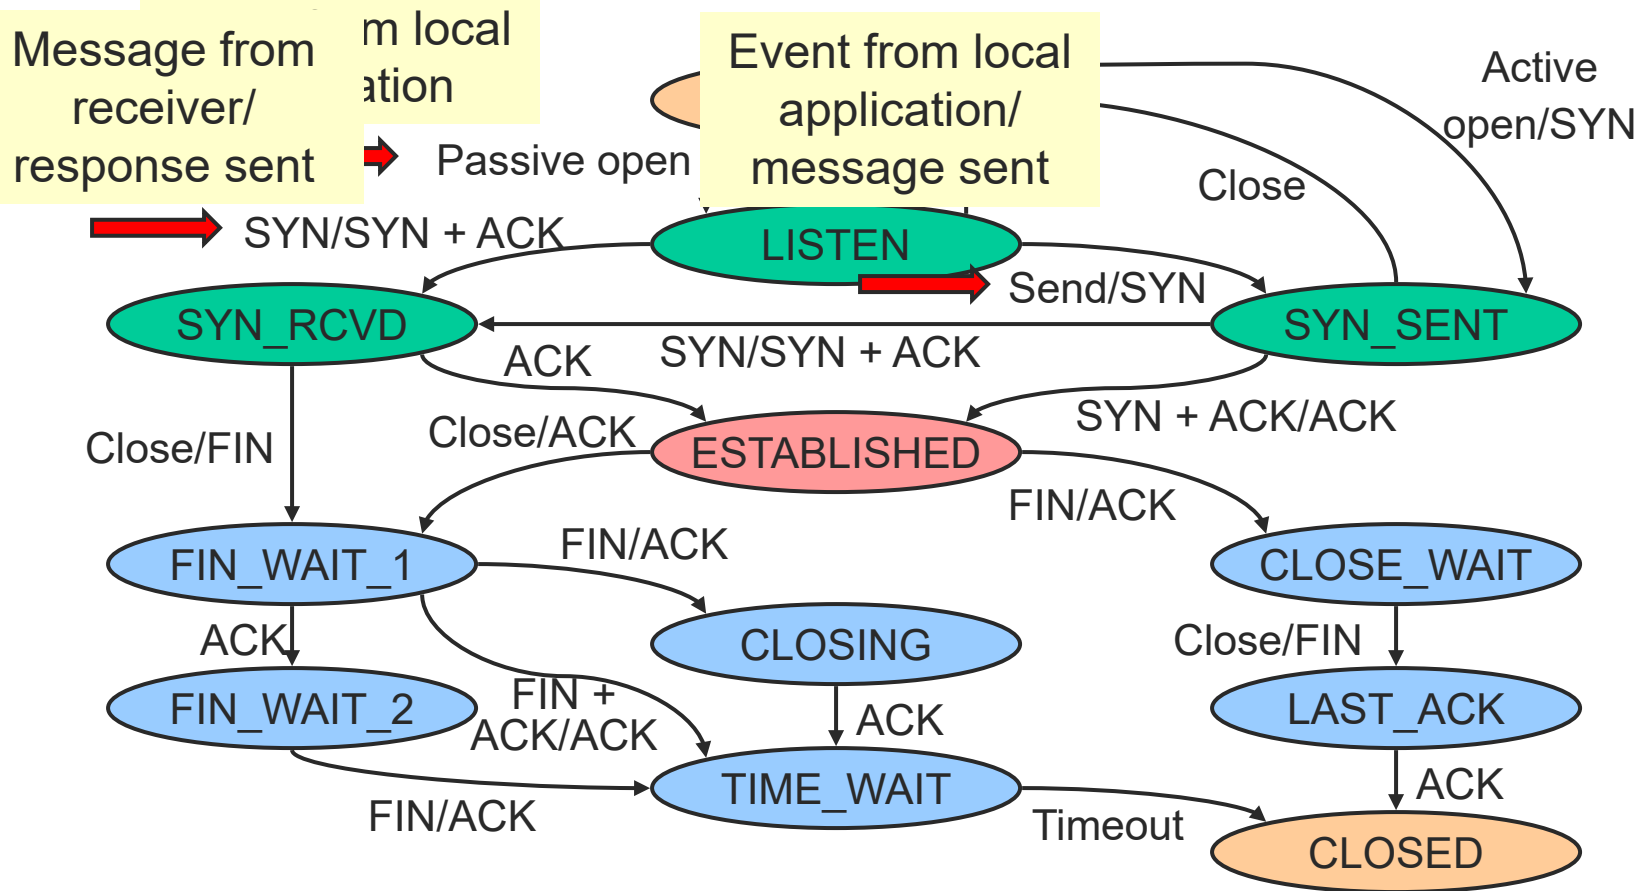 Message from
receiver/
response sent
m local
ation
Event from local
application/
message sent
Active
open/SYN
Passive open
Close
SYN/SYN + ACK
LISTEN
Send/SYN
SYN_RCVD
SYN_SENT
SYN/SYN + ACK
ACK
SYN + ACK/ACK
Close/FIN
Close/ACK
ESTABLISHED
FIN/ACK
FIN/ACK
FIN_WAIT_1
CLOSE_WAIT
ACK
CLOSING
Close/FIN
FIN_WAIT_2
FIN +
ACK/ACK
ACK
LAST_ACK
TIME_WAIT
FIN/ACK
Timeout
ACK
CLOSED